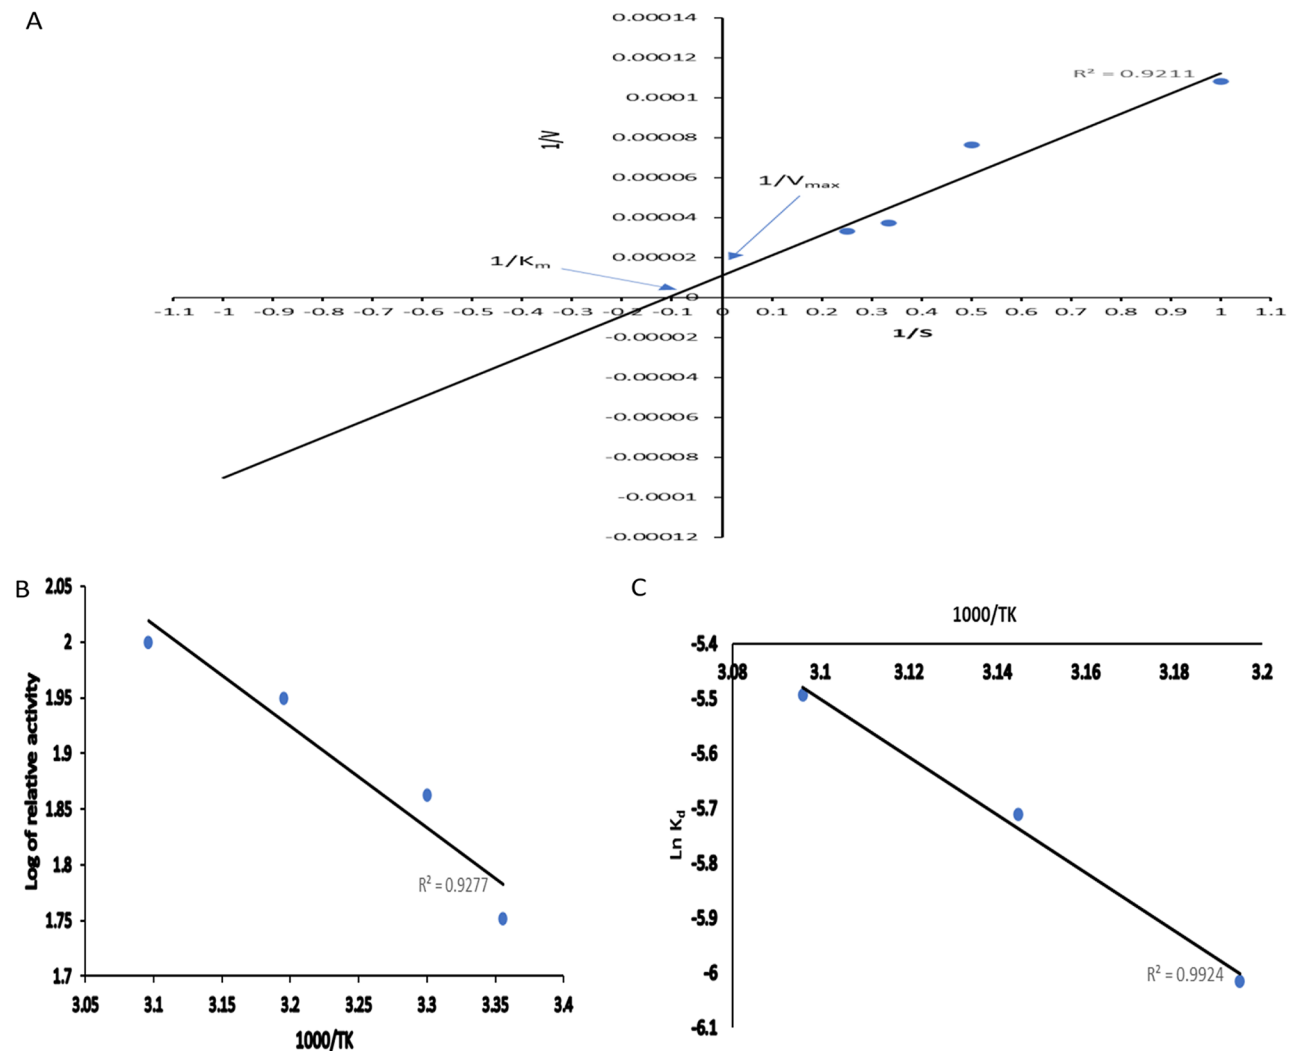 A
0.00014
0.00012
R² = 0.9211
0.0001
1/V
0.00008
0.00006
1/Vmax
0.00004
0.00002
1/Km
0
-1.1 -1 -0.9 -0.8 -0.7 -0.6 -0.5 -0.4 -0.3 -0.2 -0.1 0 0.1 0.2 0.3 0.4 0.5 0.6 0.7 0.8 0.9 1 1.1
1/S
-0.00002
-0.00004
-0.00006
-0.00008
-0.0001
-0.00012
B
2.05
2
1.95
1.9
1.85
1.8
1.75
1.7
Log of relative activity
R² = 0.9277
3.05 3.1 3.15 3.2 3.25 3.3 3.35 3.4
1000/TK
C
1000/TK
-5.4
3.08 3.1 3.12 3.14 3.16 3.18 3.2
-5.5
-5.6
-5.7
-5.8
-5.9
-6
-6.1
Ln Kd
R² = 0.9924